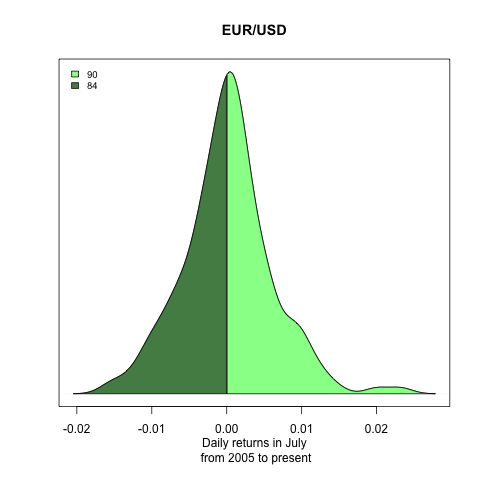 EUR/USD
90
84
-0.02 -0.01 0.00 0.01 0.02
Daily returns in July
from 2005 to present